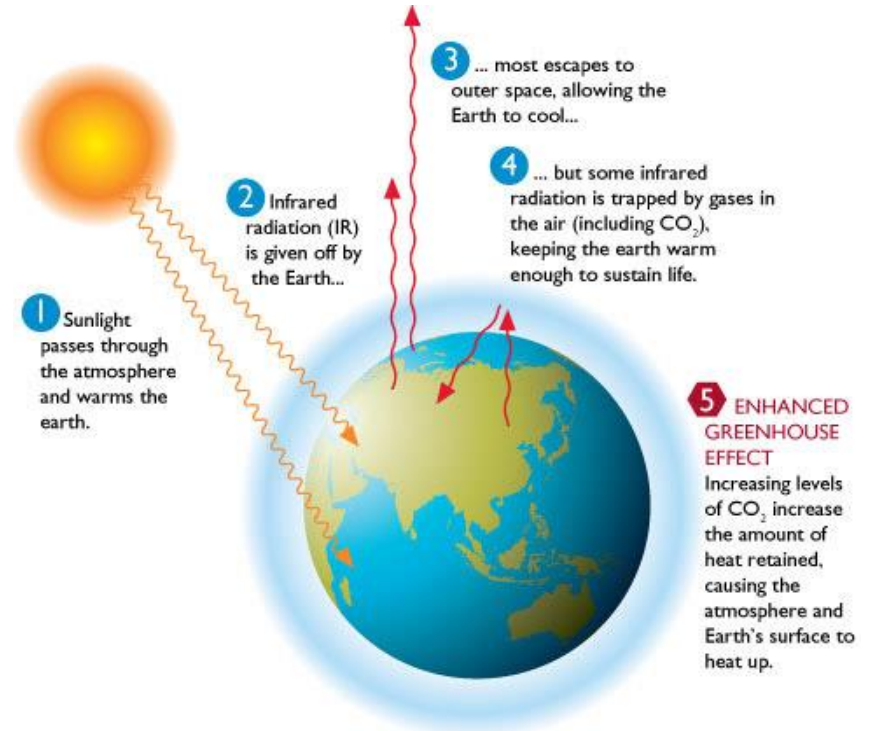 1 Sunlight
passes through
the atmosphere
and warms the
earth.
2 Infrared
radiation (IR)
is given off by
the Earth...
3 ... most escapes to
outer space, allowing the
Earth to cool...
4 ... but some infrared
radiation is trapped by gases in
the air (including CO₂),
keeping the earth warm
enough to sustain life.
5 ENHANCED
GREENHOUSE
EFFECT
Increasing levels
of CO₂ increase
the amount of
heat retained,
causing the
atmosphere and
Earth's surface to
heat up.